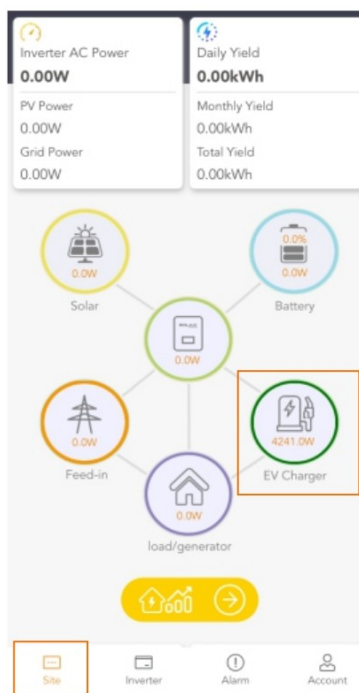 Inverter AC Power
0.00W
PV Power
0.00W
Grid Power
0.00W
Daily Yield
0.00kWh
Monthly Yield
0.00kWh
Total Yield
0.00kWh
0.0W
Solar
0.0%
0.0W
Battery
0.0W
0.0W
Feed-in
4241.0W
EV Charger
0.0W
load/generator
Site
Inverter
Alarm
Account